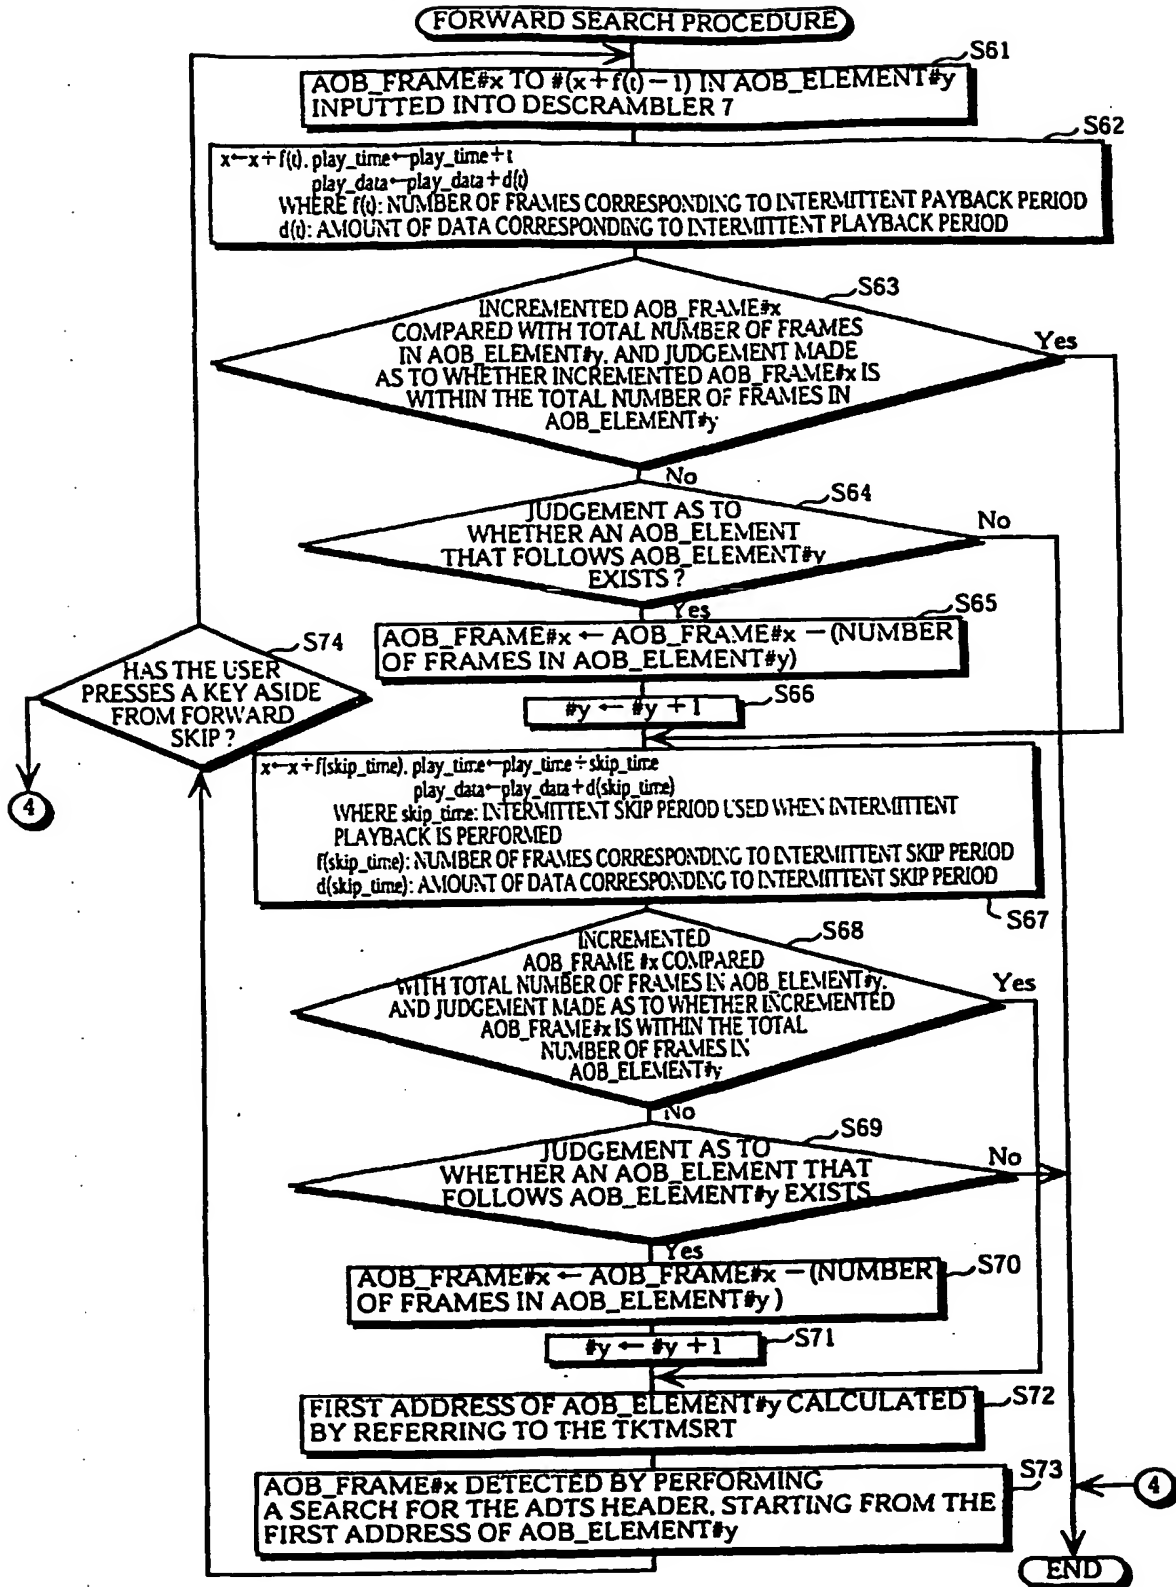 FORWARD SEARCH PROCEDURE
S61
AOB_FRAME#x TO #(x+f(t)−1) IN AOB_ELEMENT#y
INPUTTED INTO DESCRAMBLER 7
S62
x←x+f(t). play_time←play_time+t
play_data←play_data+d(t)
WHERE f(t): NUMBER OF FRAMES CORRESPONDING TO INTERMITTENT PAYBACK PERIOD
d(t): AMOUNT OF DATA CORRESPONDING TO INTERMITTENT PLAYBACK PERIOD
S63
INCREMENTED AOB_FRAME#x
COMPARED WITH TOTAL NUMBER OF FRAMES
IN AOB_ELEMENT#y, AND JUDGEMENT MADE
AS TO WHETHER INCREMENTED AOB_FRAME#x IS
WITHIN THE TOTAL NUMBER OF FRAMES IN
AOB_ELEMENT#y
Yes
No
S64
JUDGEMENT AS TO
WHETHER AN AOB_ELEMENT
THAT FOLLOWS AOB_ELEMENT#y
EXISTS ?
No
Yes
S65
AOB_FRAME#x ← AOB_FRAME#x − (NUMBER
OF FRAMES IN AOB_ELEMENT#y)
S66
#y ← #y + 1
S74
HAS THE USER
PRESSES A KEY ASIDE
FROM FORWARD
SKIP ?
4
x←x+f(skip_time). play_time←play_time+skip_time
play_data←play_data+d(skip_time)
WHERE skip_time: INTERMITTENT SKIP PERIOD USED WHEN INTERMITTENT
PLAYBACK IS PERFORMED
f(skip_time): NUMBER OF FRAMES CORRESPONDING TO INTERMITTENT SKIP PERIOD
d(skip_time): AMOUNT OF DATA CORRESPONDING TO INTERMITTENT SKIP PERIOD
S67
S68
INCREMENTED
AOB_FRAME #x COMPARED
WITH TOTAL NUMBER OF FRAMES IN AOB_ELEMENT#y,
AND JUDGEMENT MADE AS TO WHETHER INCREMENTED
AOB_FRAME#x IS WITHIN THE TOTAL
NUMBER OF FRAMES IN
AOB_ELEMENT#y
Yes
No
S69
JUDGEMENT AS TO
WHETHER AN AOB_ELEMENT THAT
FOLLOWS AOB_ELEMENT#y EXISTS
No
Yes
S70
AOB_FRAME#x ← AOB_FRAME#x − (NUMBER
OF FRAMES IN AOB_ELEMENT#y )
S71
#y ← #y + 1
S72
FIRST ADDRESS OF AOB_ELEMENT#y CALCULATED
BY REFERRING TO THE TKTMSRT
S73
AOB_FRAME#x DETECTED BY PERFORMING
A SEARCH FOR THE ADTS HEADER, STARTING FROM THE
FIRST ADDRESS OF AOB_ELEMENT#y
4
END